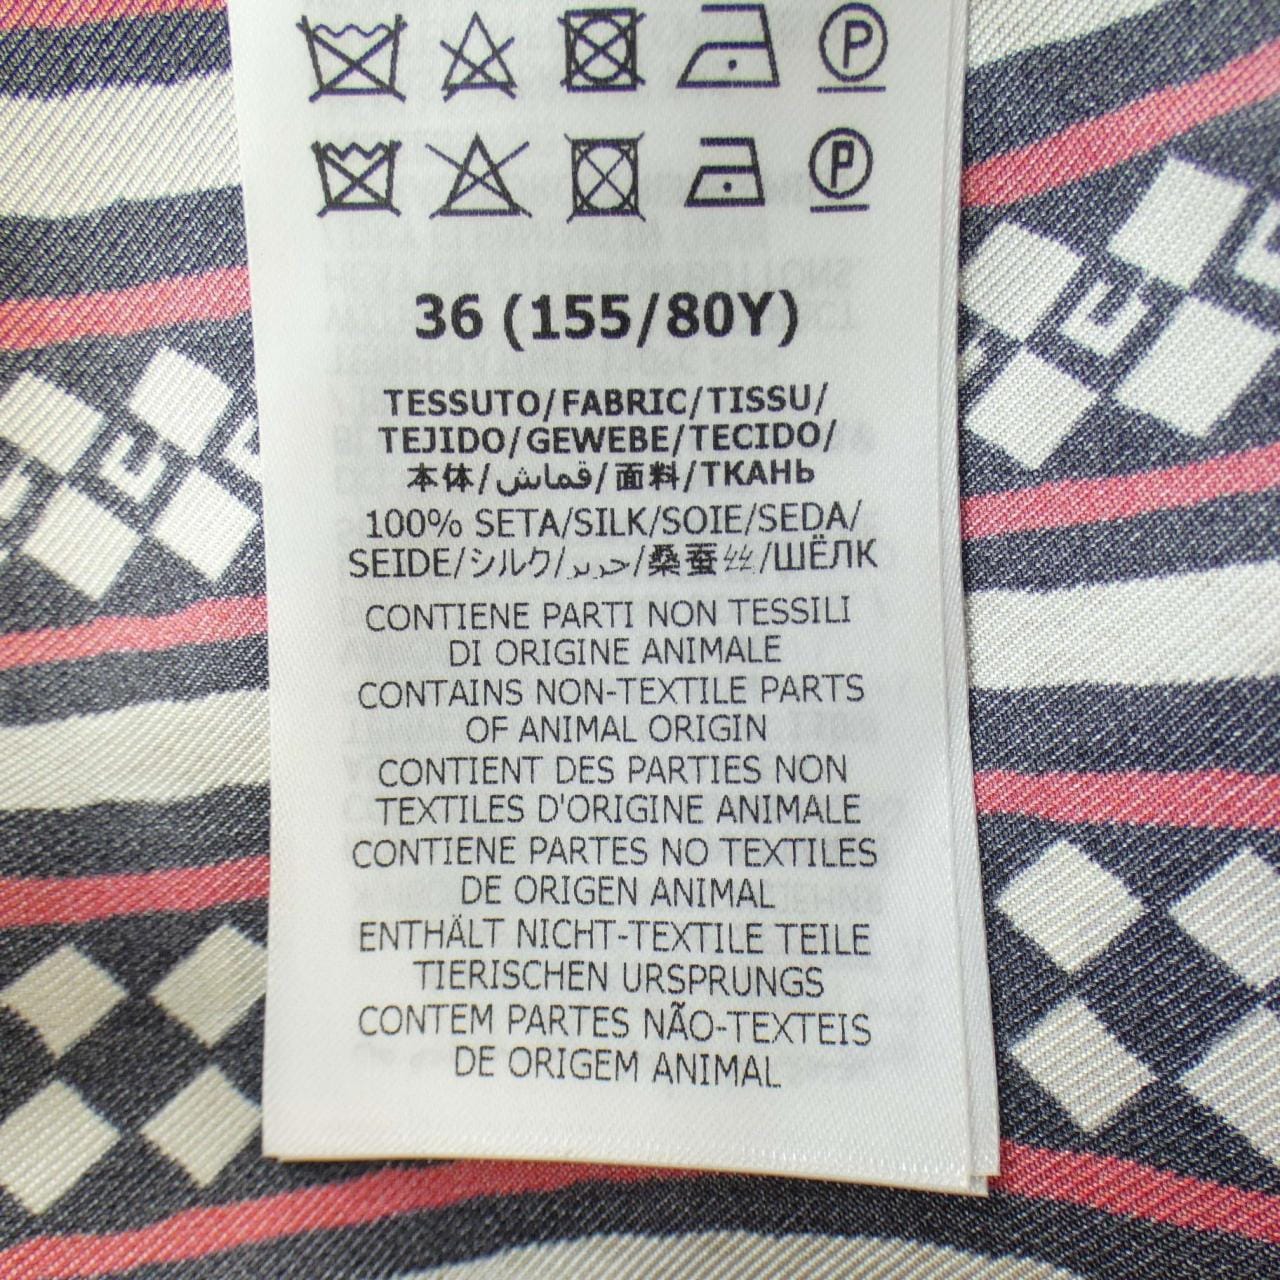 P
P
36 (155/80Y)
TESSUTO/FABRIC/TISSU/
TEJIDO/GEWEBE/TECIDO/
本体/قماش/面料/ТКАНЬ
100% SETA/SILK/SOIE/SEDA/
SEIDE/シルク/حرير/桑蚕丝/ШЁЛК
CONTIENE PARTI NON TESSILI
DI ORIGINE ANIMALE
CONTAINS NON-TEXTILE PARTS
OF ANIMAL ORIGIN
CONTIENT DES PARTIES NON
TEXTILES D'ORIGINE ANIMALE
CONTIENE PARTES NO TEXTILES
DE ORIGEN ANIMAL
ENTHÄLT NICHT-TEXTILE TEILE
TIERISCHEN URSPRUNGS
CONTEM PARTES NÃO-TEXTEIS
DE ORIGEM ANIMAL